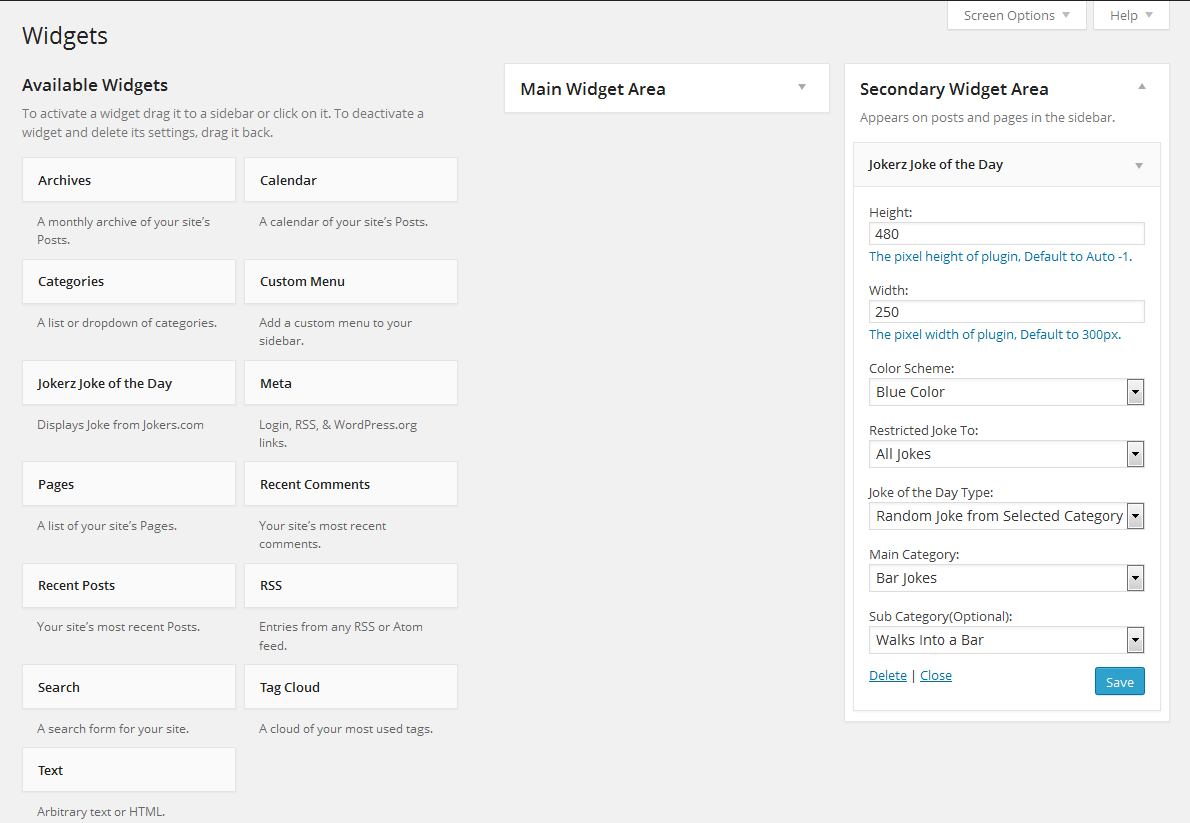 Screen Options
Help
Widgets
Available Widgets
To activate a widget drag it to a sidebar or click on it. To deactivate a
widget and delete its settings, drag it back.
Archives
A monthly archive of your site’s
Posts.
Calendar
A calendar of your site’s Posts.
Categories
A list or dropdown of categories.
Custom Menu
Add a custom menu to your
sidebar.
Jokerz Joke of the Day
Displays Joke from Jokers.com
Meta
Login, RSS, & WordPress.org
links.
Pages
A list of your site’s Pages.
Recent Comments
Your site’s most recent
comments.
Recent Posts
Your site’s most recent Posts.
RSS
Entries from any RSS or Atom
feed.
Search
A search form for your site.
Tag Cloud
A cloud of your most used tags.
Text
Arbitrary text or HTML.
Main Widget Area
Secondary Widget Area
Appears on posts and pages in the sidebar.
Jokerz Joke of the Day
Height:
480
The pixel height of plugin, Default to Auto -1.
Width:
250
The pixel width of plugin, Default to 300px.
Color Scheme:
Blue Color
Restricted Joke To:
All Jokes
Joke of the Day Type:
Random Joke from Selected Category
Main Category:
Bar Jokes
Sub Category(Optional):
Walks Into a Bar
Delete | Close
Save